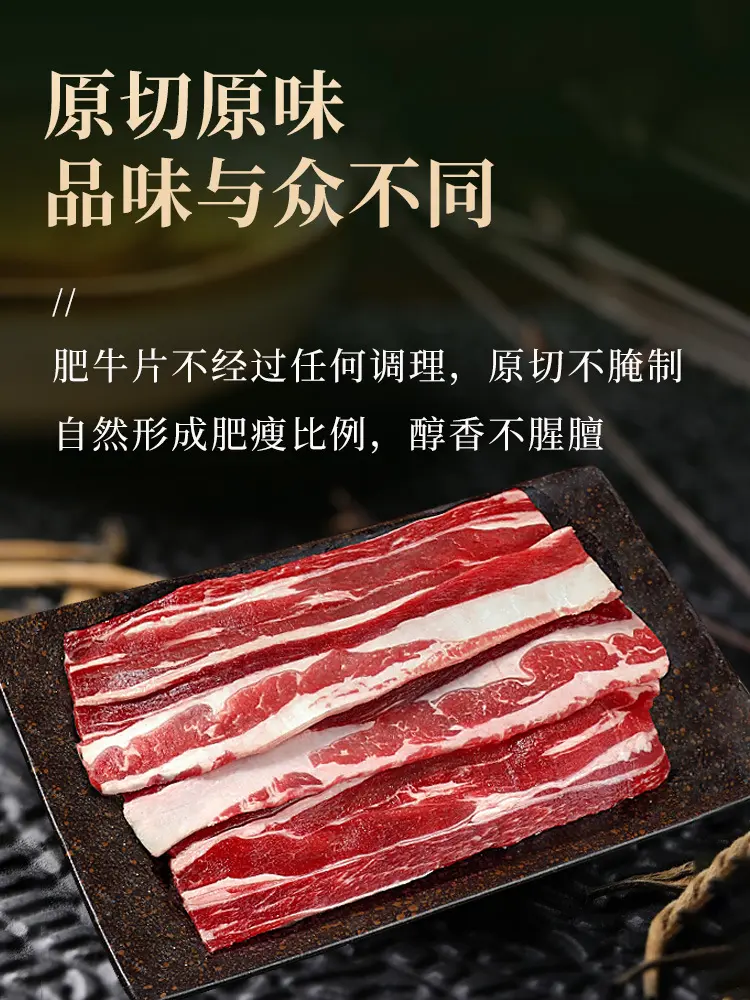 原切原味
品味与众不同
//
肥牛片不经过任何调理，原切不腌制
自然形成肥瘦比例，醇香不腥膻